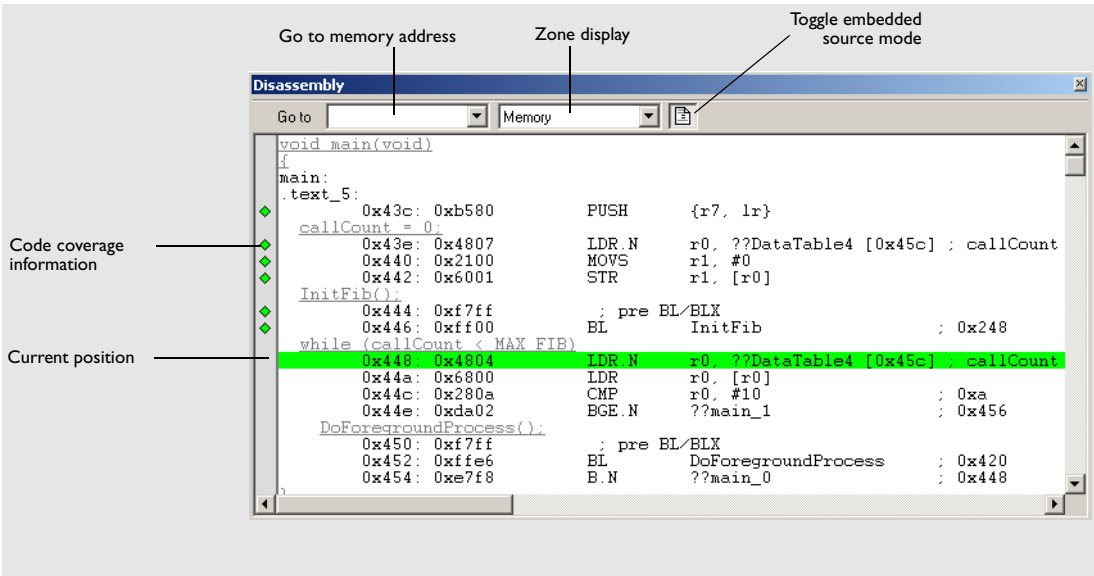 Toggle embedded
source mode
Go to memory address
Zone display
Disassembly
Go to
Memory
void main(void)
{
main:
.text_5:
0x43c: 0xb580 PUSH {r7, lr}
callCount = 0;
Code coverage
information
0x43e: 0x4807 LDR.N r0, ??DataTable4 [0x45c] ; callCount
0x440: 0x2100 MOVS r1, #0
0x442: 0x6001 STR r1, [r0]
InitFib();
0x444: 0xf7ff ; pre BL/BLX
0x446: 0xff00 BL InitFib ; 0x248
while (callCount < MAX_FIB)
Current position
0x448: 0x4804 LDR.N r0, ??DataTable4 [0x45c] ; callCount
0x44a: 0x6800 LDR r0, [r0]
0x44c: 0x280a CMP r0, #10 ; 0xa
0x44e: 0xda02 BGE.N ??main_1 ; 0x456
DoForegroundProcess();
0x450: 0xf7ff ; pre BL/BLX
0x452: 0xffe6 BL DoForegroundProcess ; 0x420
0x454: 0xe7f8 B.N ??main_0 ; 0x448
}